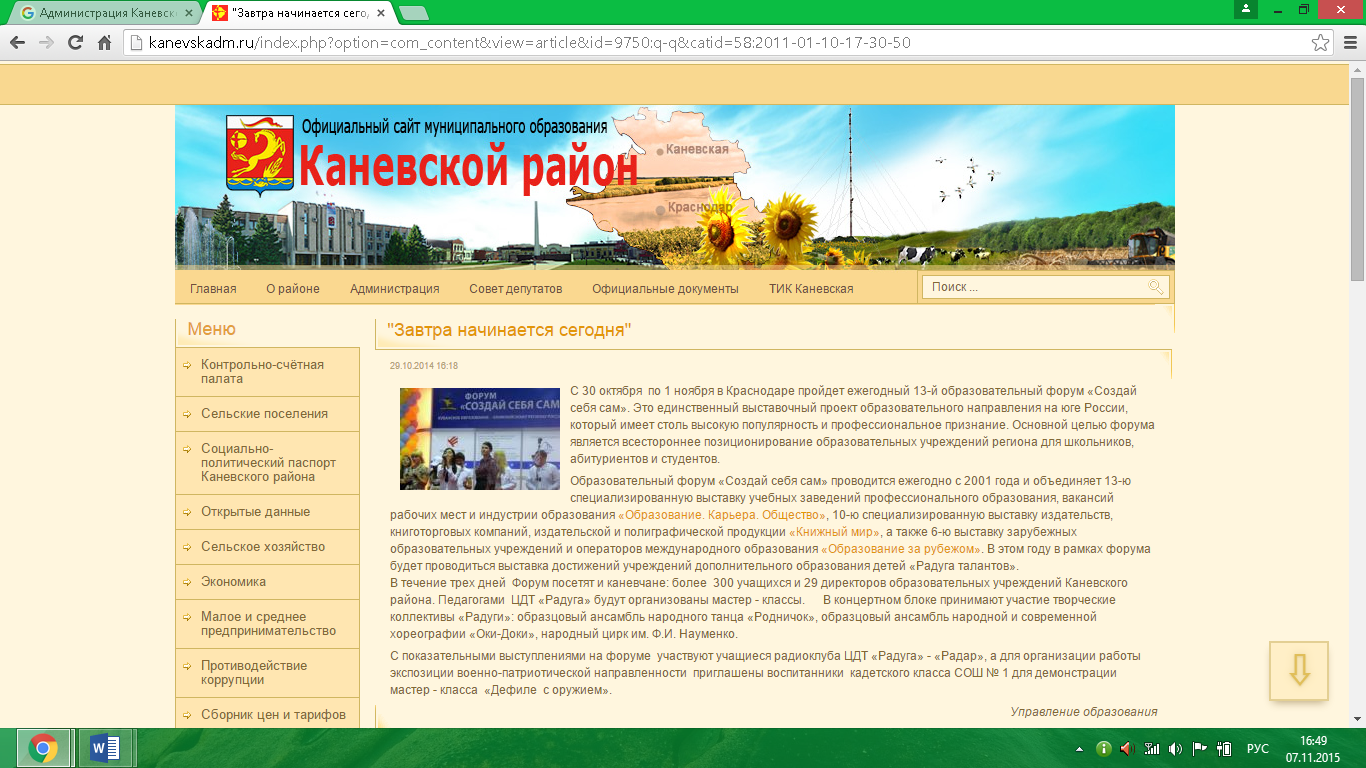 Администрация Каневско
"Завтра начинается сего,
kanevskadm.ru/index.php?option=com_content&view=article&id=9750:q-q&catid=58:2011-01-10-17-30-50
Официальный сайт муниципального образования
Каневской район
Каневская
Краснодар
Главная О районе Администрация Совет депутатов Официальные документы ТИК Каневская Поиск ...
Меню
Контрольно-счётная
палата
Сельские поселения
Социально-
политический паспорт
Каневского района
Открытые данные
Сельское хозяйство
Экономика
Малое и среднее
предпринимательство
Противодействие
коррупции
Сборник цен и тарифов
"Завтра начинается сегодня"
29.10.2014 16:18
ФОРУМ
«СОЗДАЙ СЕБЯ САМ»
С 30 октября по 1 ноября в Краснодаре пройдет ежегодный 13-й образовательный форум «Создай
себя сам». Это единственный выставочный проект образовательного направления на юге России,
который имеет столь высокую популярность и профессиональное признание. Основной целью форума
является всестороннее позиционирование образовательных учреждений региона для школьников,
абитуриентов и студентов.
Образовательный форум «Создай себя сам» проводится ежегодно с 2001 года и объединяет 13-ю
специализированную выставку учебных заведений профессионального образования, вакансий
рабочих мест и индустрии образования «Образование. Карьера. Общество», 10-ю специализированную выставку издательств,
книготорговых компаний, издательской и полиграфической продукции «Книжный мир», а также 6-ю выставку зарубежных
образовательных учреждений и операторов международного образования «Образование за рубежом». В этом году в рамках форума
будет проводиться выставка достижений учреждений дополнительного образования детей «Радуга талантов».
В течение трех дней Форум посетят и каневчане: более 300 учащихся и 29 директоров образовательных учреждений Каневского
района. Педагогами ЦДТ «Радуга» будут организованы мастер - классы. В концертном блоке принимают участие творческие
коллективы «Радуги»: образцовый ансамбль народного танца «Родничок», образцовый ансамбль народной и современной
хореографии «Оки-Доки», народный цирк им. Ф.И. Науменко.
С показательными выступлениями на форуме участвуют учащиеся радиоклуба ЦДТ «Радуга» - «Радар», а для организации работы
экспозиции военно-патриотической направленности приглашены воспитанники кадетского класса СОШ № 1 для демонстрации
мастер - класса «Дефиле с оружием».
Управление образования
РУС
16:49
07.11.2015